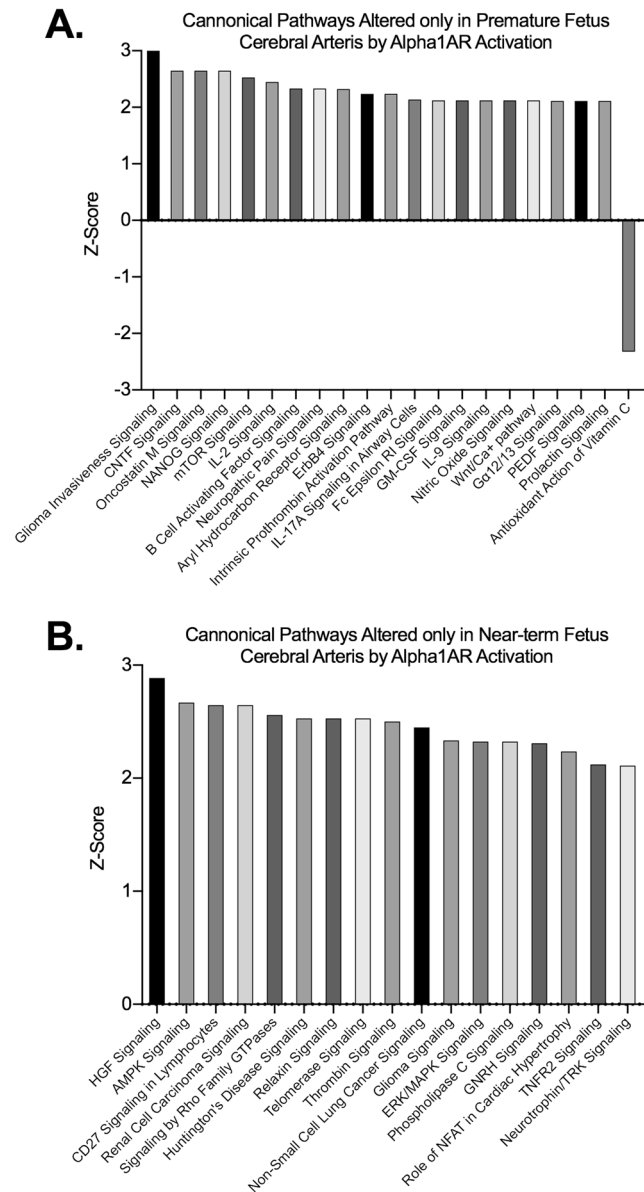 A.
Cannonical Pathways Altered only in Premature Fetus
Cerebral Arteris by Alpha1AR Activation
3
2
1
0
-1
-2
-3
Z-Score
Glioma Invasiveness Signaling
CNTF Signaling
Oncostatin M Signaling
NANOG Signaling
mTOR Signaling
IL-2 Signaling
B Cell Activating Factor Signaling
Neuropathic Pain Signaling
Aryl Hydrocarbon Receptor Signaling
ErbB4 Signaling
Intrinsic Prothrombin Activation Pathway
IL-17A Signaling in Airway Cells
Fc Epsilon RI Signaling
GM-CSF Signaling
IL-9 Signaling
Nitric Oxide Signaling
Wnt/Ca+ pathway
Gα12/13 Signaling
PEDF Signaling
Prolactin Signaling
Antioxidant Action of Vitamin C
B.
Cannonical Pathways Altered only in Near-term Fetus
Cerebral Arteris by Alpha1AR Activation
3
2
1
0
Z-Score
HGF Signaling
AMPK Signaling
CD27 Signaling in Lymphocytes
Renal Cell Carcinoma Signaling
Signaling by Rho Family GTPases
Huntington's Disease Signaling
Relaxin Signaling
Telomerase Signaling
Thrombin Signaling
Non-Small Cell Lung Cancer Signaling
Glioma Signaling
ERK/MAPK Signaling
Phospholipase C Signaling
GNRH Signaling
Role of NFAT in Cardiac Hypertrophy
TNFR2 Signaling
Neurotrophin/TRK Signaling